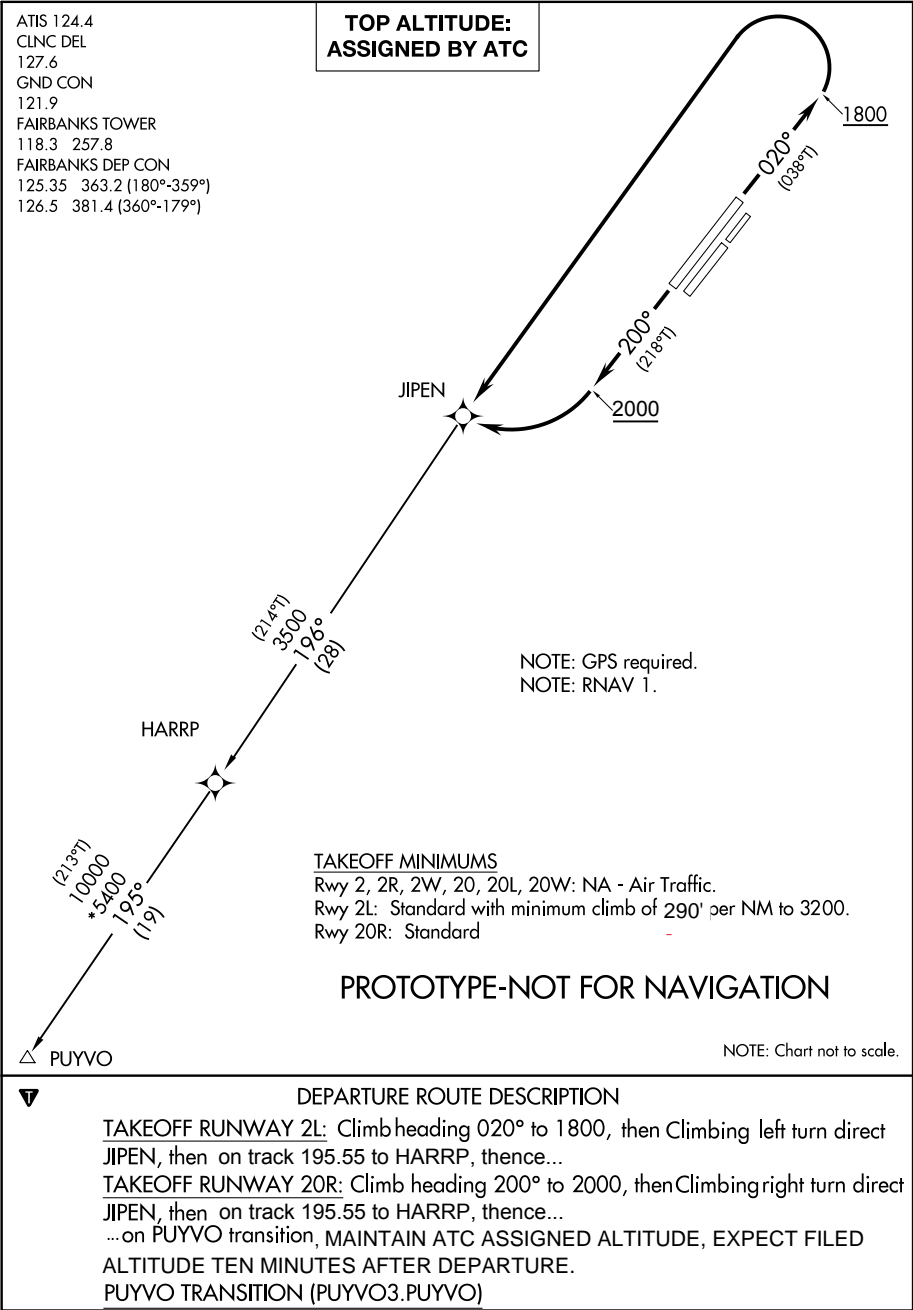 ATIS 124.4
CLNC DEL
127.6
GND CON
121.9
FAIRBANKS TOWER
118.3 257.8
FAIRBANKS DEP CON
125.35 363.2 (180°-359°)
126.5 381.4 (360°-179°)
TOP ALTITUDE:
ASSIGNED BY ATC
1800
020°
(038°T)
200°
(218°T)
2000
JIPEN
(214°T)
3500
196°
(28)
NOTE: GPS required.
NOTE: RNAV 1.
HARRP
(213°T)
10000
*5400
195°
(19)
TAKEOFF MINIMUMS
Rwy 2, 2R, 2W, 20, 20L, 20W: NA - Air Traffic.
Rwy 2L: Standard with minimum climb of 290' per NM to 3200.
Rwy 20R: Standard
PROTOTYPE-NOT FOR NAVIGATION
PUYVO
NOTE: Chart not to scale.
T
DEPARTURE ROUTE DESCRIPTION
TAKEOFF RUNWAY 2L: Climb heading 020° to 1800, then Climbing left turn direct
JIPEN, then on track 195.55 to HARRP, thence...
TAKEOFF RUNWAY 20R: Climb heading 200° to 2000, then Climbing right turn direct
JIPEN, then on track 195.55 to HARRP, thence...
...on PUYVO transition, MAINTAIN ATC ASSIGNED ALTITUDE, EXPECT FILED
ALTITUDE TEN MINUTES AFTER DEPARTURE.
PUYVO TRANSITION (PUYVO3.PUYVO)